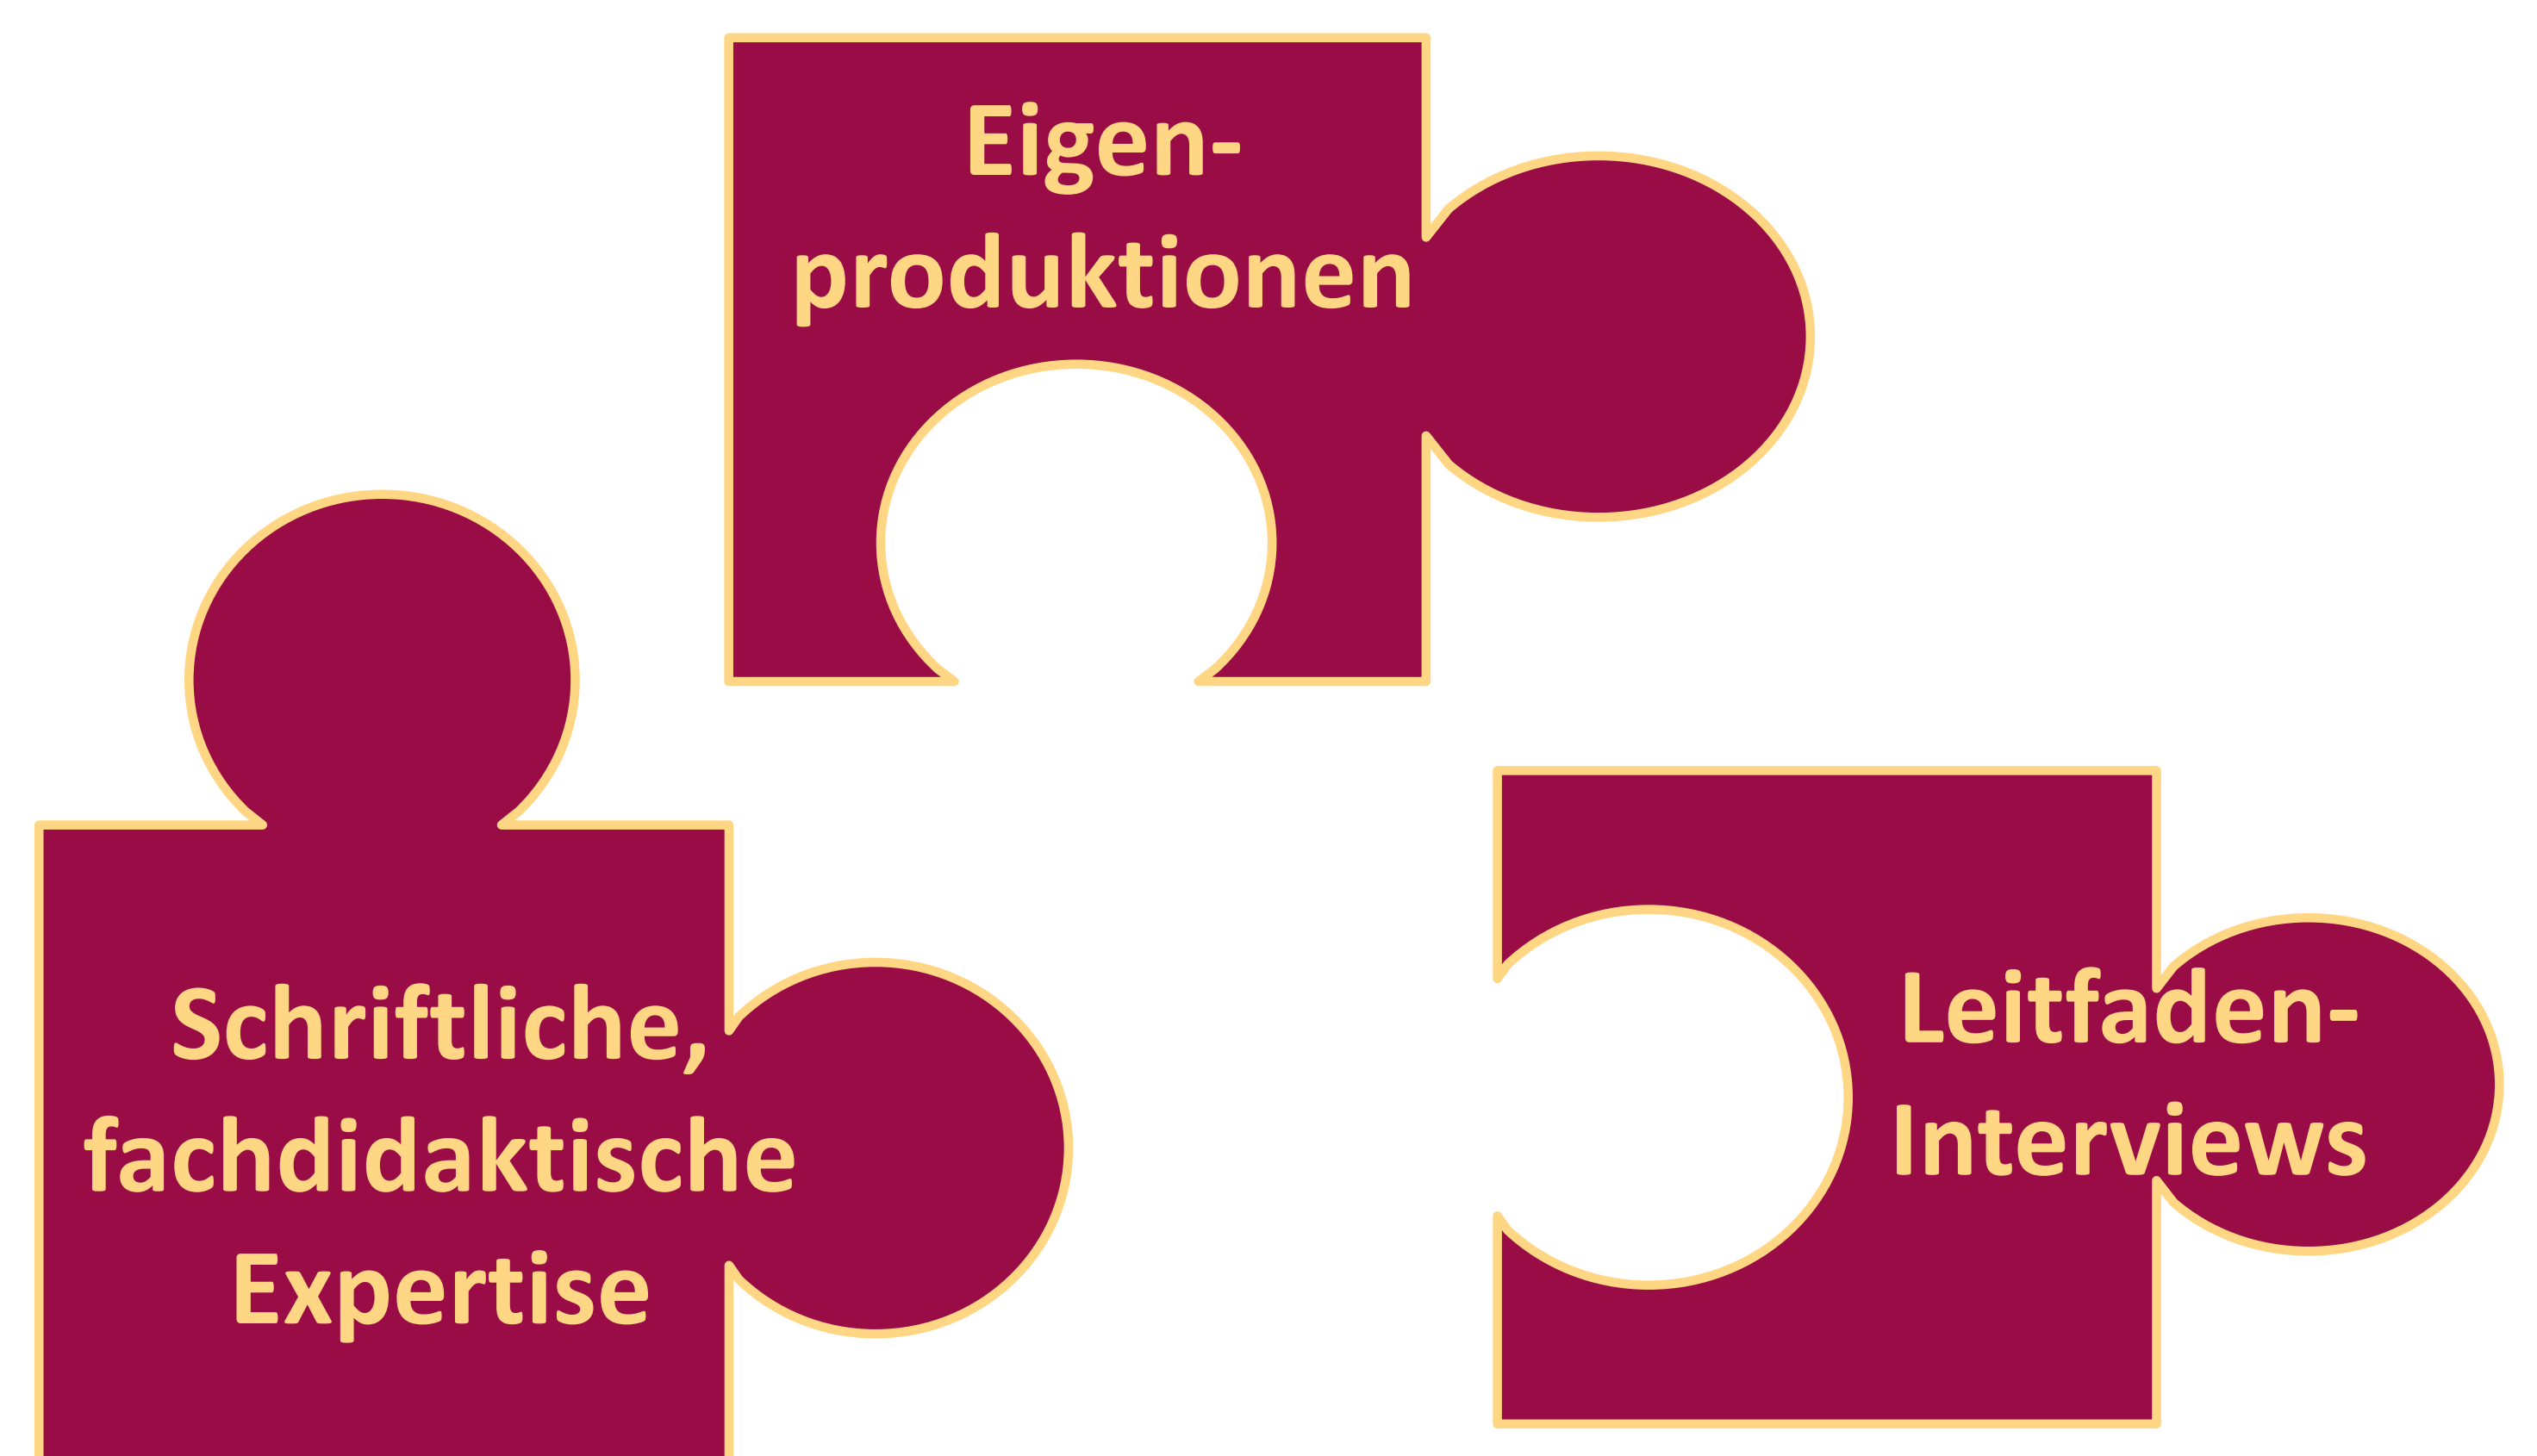 Eigen-
produktionen
Schriftliche,
fachdidaktische
Expertise
Leitfaden-
Interviews